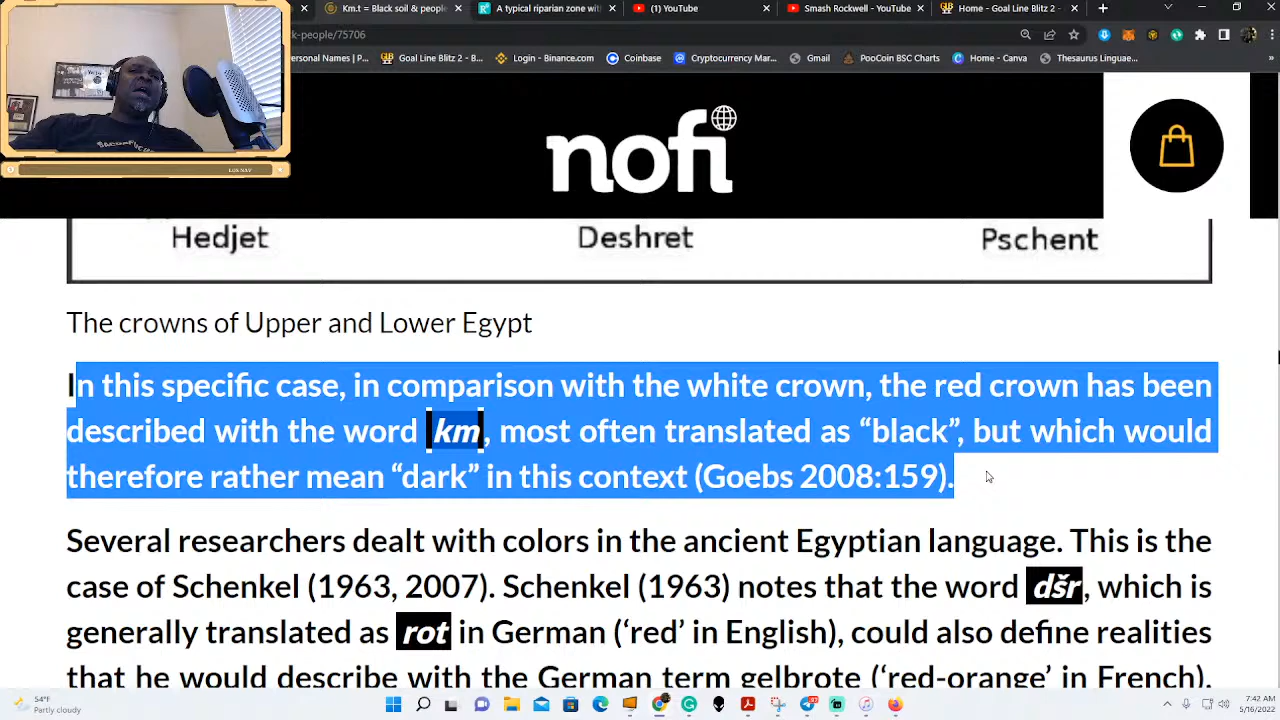 Km.t = Black soil & people
A typical riparian zone with
(1) YouTube
Smash Rockwell - YouTube
Home - Goal Line Blitz 2 -
k-people/75706
ersonal Names | P...
Goal Line Blitz 2 - B...
Login - Binance.com
Coinbase
Cryptocurrency Mar...
Gmail
PooCoin BSC Charts
Home - Canva
Thesaurus Linguae...
nofi
Hedjet
Deshret
Pschent
The crowns of Upper and Lower Egypt
In this specific case, in comparison with the white crown, the red crown has been
described with the word km, most often translated as “black”, but which would
therefore rather mean “dark” in this context (Goebs 2008:159).
Several researchers dealt with colors in the ancient Egyptian language. This is the
case of Schenkel (1963, 2007). Schenkel (1963) notes that the word dšr, which is
generally translated as rot in German (‘red’ in English), could also define realities
that he would describe with the German term gelbrote (‘red-orange’ in French).
54°F
Partly cloudy
7:42 AM
5/16/2022